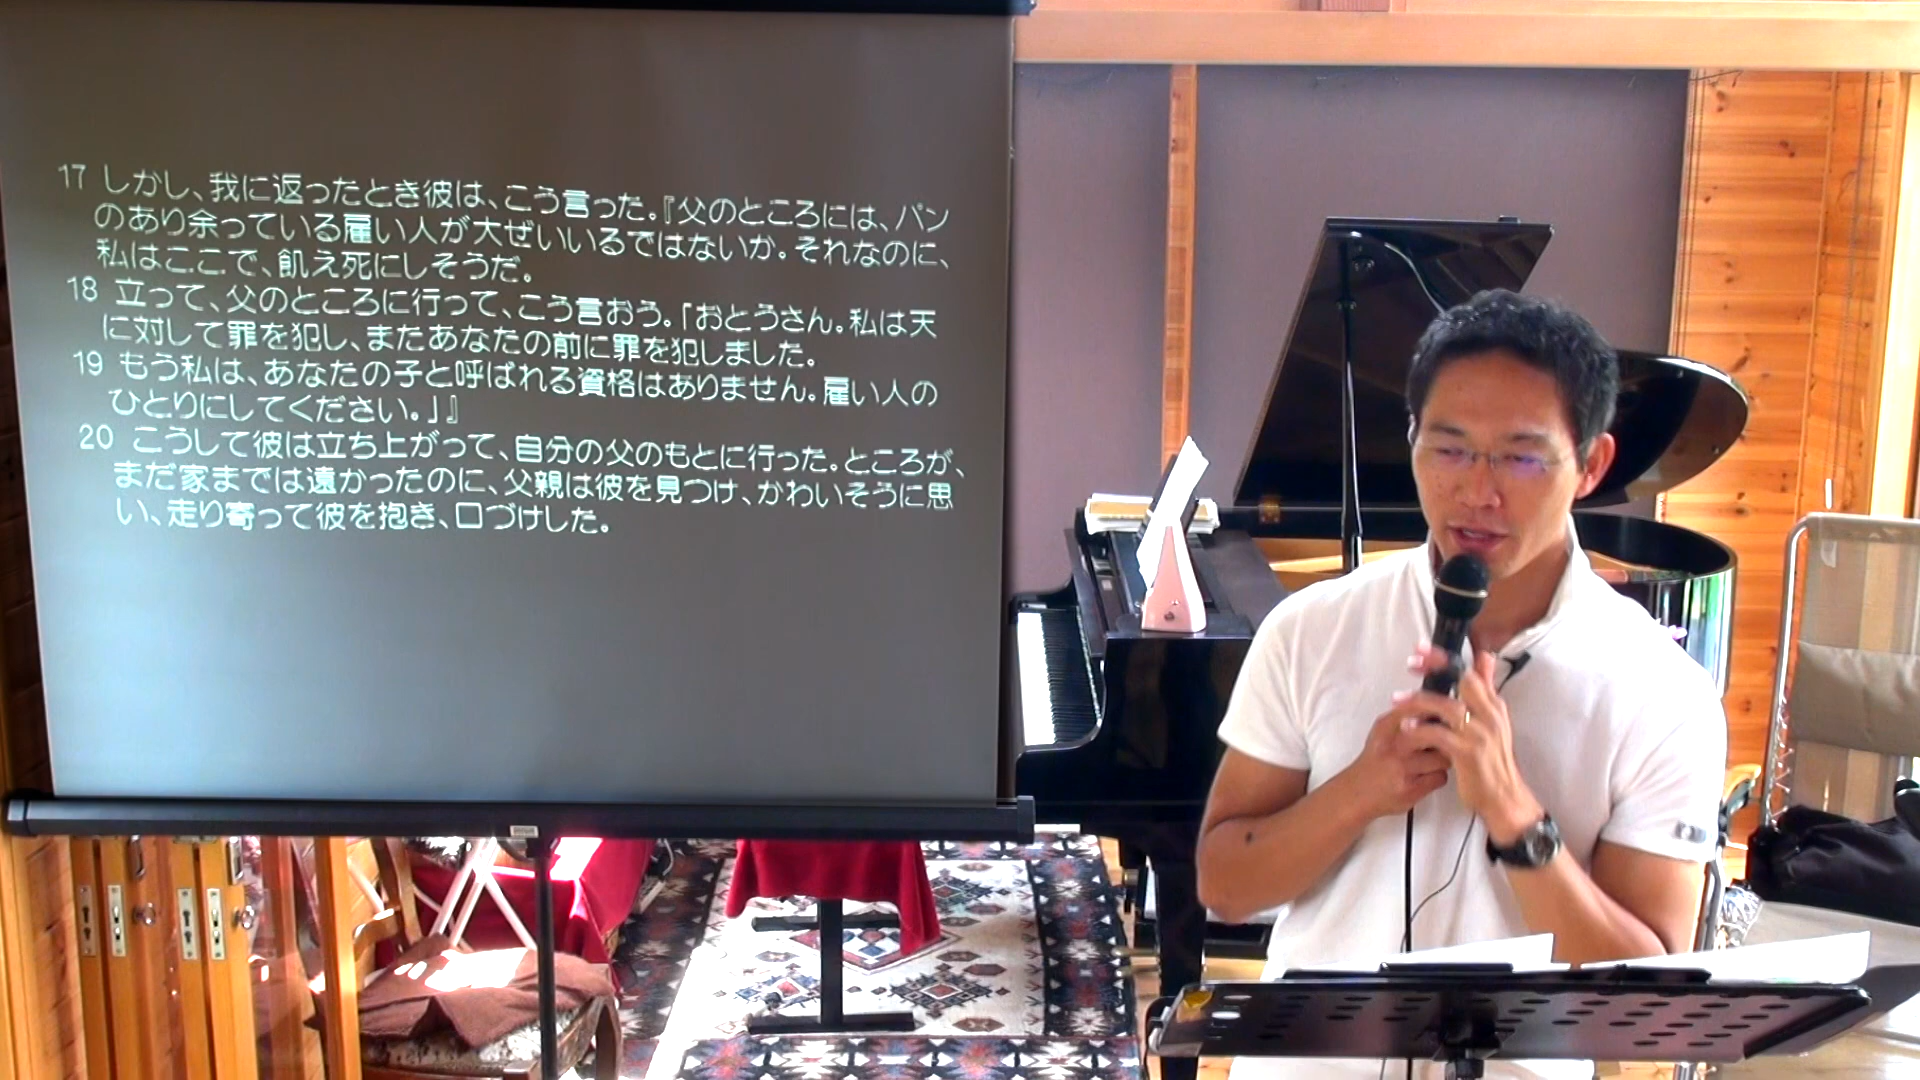 17 しかし、我に返ったとき彼は、こう言った。『父のところには、パン
のあり余っている雇い人が大ぜいいるではないか。それなのに、
私はここで、飢え死にしそうだ。
18 立って、父のところに行って、こう言おう。「おとうさん。私は天
に対して罪を犯し、またあなたの前に罪を犯しました。
19 もう私は、あなたの子と呼ばれる資格はありません。雇い人の
ひとりにしてください。」』
20 こうして彼は立ち上がって、自分の父のもとに行った。ところが、
まだ家までは遠かったのに、父親は彼を見つけ、かわいそうに思
い、走り寄って彼を抱き、口づけした。